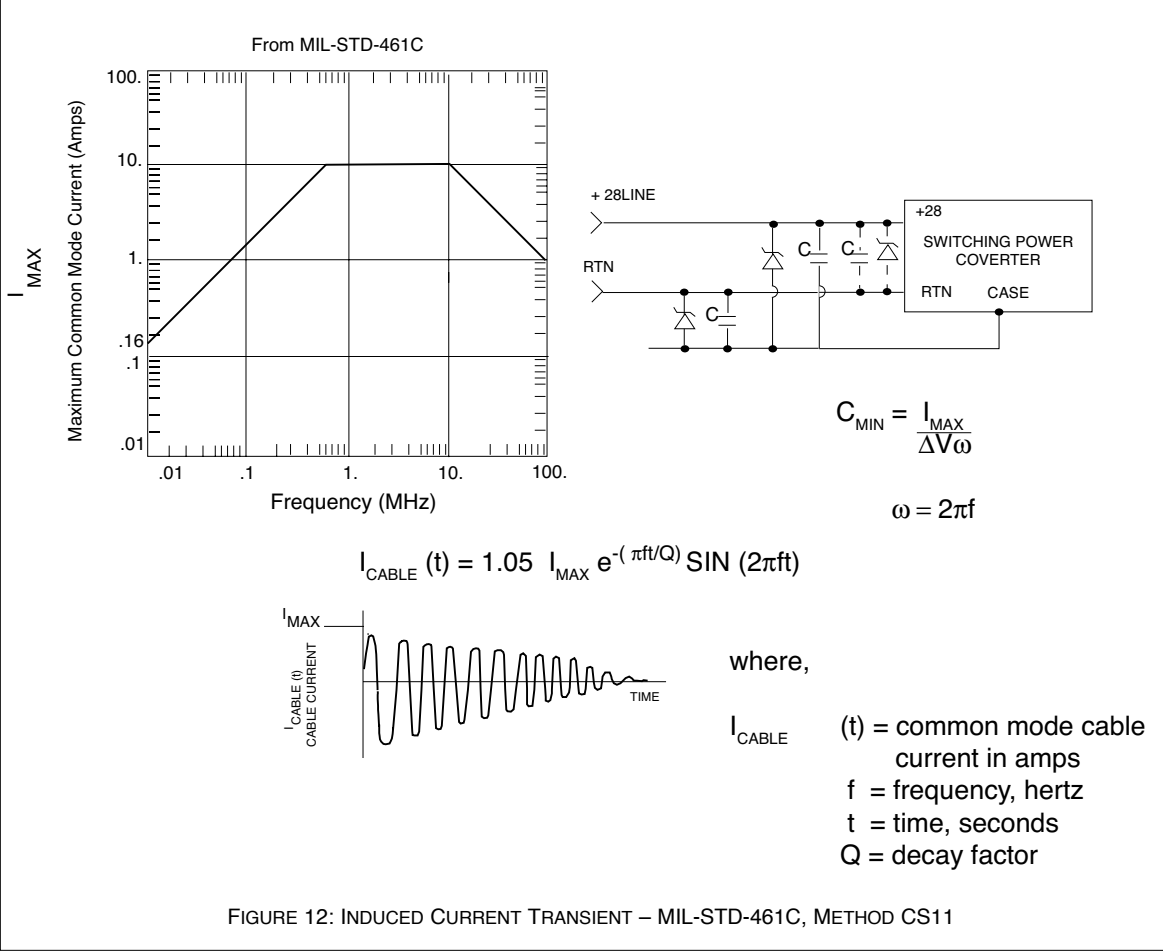 From MIL-STD-461C
100.
10.
1.
.16
.1
.01
I MAX
Maximum Common Mode Current (Amps)
.01 .1 1. 10. 100.
Frequency (MHz)
+ 28LINE
RTN
C
C
C
+28
SWITCHING POWER
COVERTER
RTN CASE
C_MIN = I_MAX / ΔVω
ω = 2πf
I_CABLE (t) = 1.05 I_MAX e^-( πft/Q) SIN (2πft)
I_MAX
I_CABLE (t)
CABLE CURRENT
TIME
where,
I_CABLE (t) = common mode cable
current in amps
f = frequency, hertz
t = time, seconds
Q = decay factor
FIGURE 12: INDUCED CURRENT TRANSIENT – MIL-STD-461C, METHOD CS11